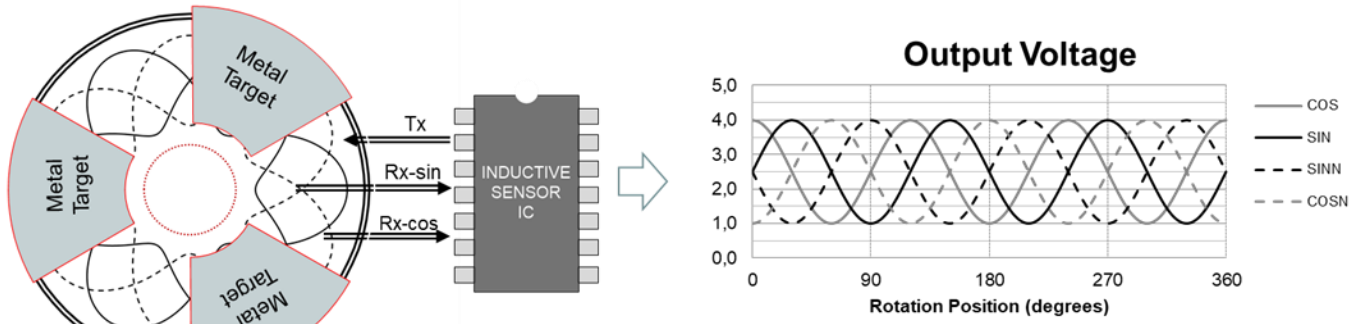 Metal
Target
Metal
Target
Metal
Target
Tx
Rx-sin
Rx-cos
INDUCTIVE
SENSOR
IC
Output Voltage
5,0
4,0
3,0
2,0
1,0
0,0
0
90
180
270
360
Rotation Position (degrees)
COS
SIN
SINN
COSN